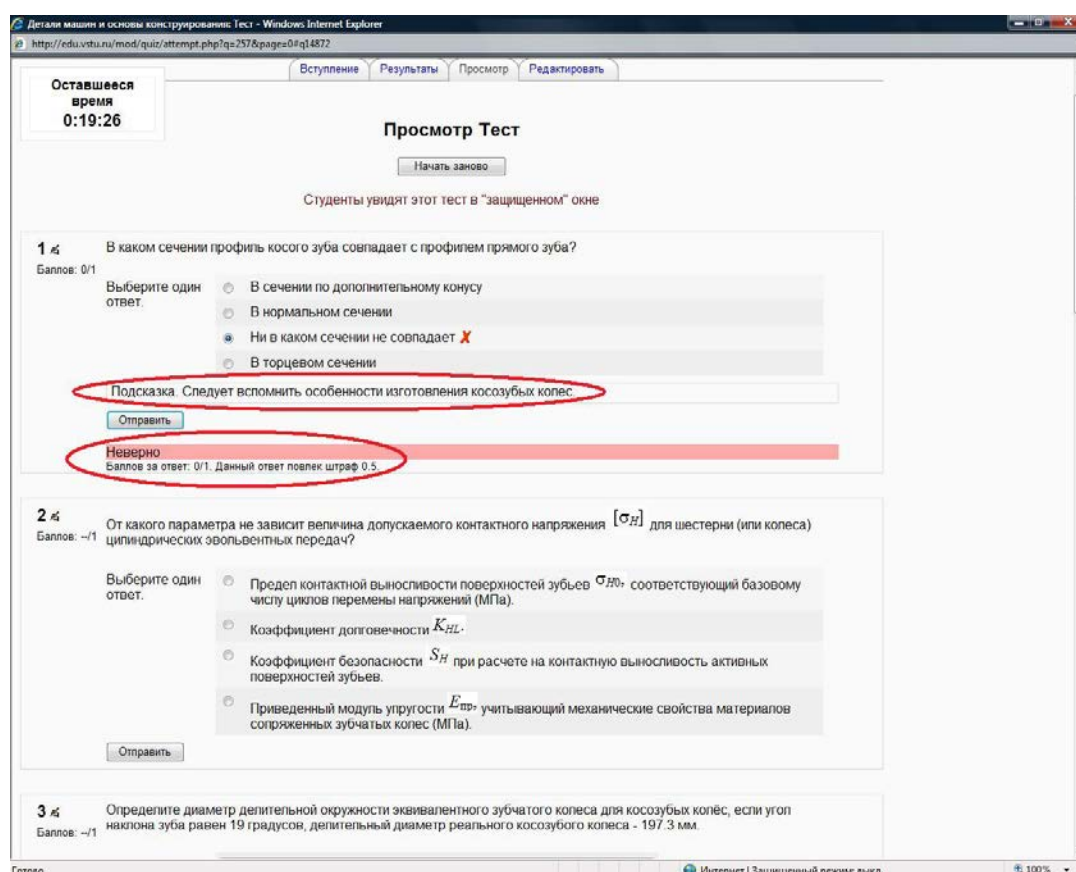 Детали машин и основы конструирования: Тест - Windows Internet Explorer
http://edu.vstu.ru/mod/quiz/attempt.php?q=257&page=0#q14872
Вступление Результаты Просмотр Редактировать
Оставшееся
время
0:19:26
Просмотр Тест
Начать заново
Студенты увидят этот тест в "защищенном" окне
1
Баллов: 0/1
В каком сечении профиль косого зуба совпадает с профилем прямого зуба?
Выберите один
ответ.
В сечении по дополнительному конусу
В нормальном сечении
Ни в каком сечении не совпадает ✗
В торцевом сечении
Подсказка. Следует вспомнить особенности изготовления косозубых колес.
Отправить
Неверно
Баллов за ответ: 0/1. Данный ответ повлек штраф 0.5.
2
Баллов: --/1
От какого параметра не зависит величина допускаемого контактного напряжения [σH] для шестерни (или колеса)
цилиндрических эвольвентных передач?
Выберите один
ответ.
Предел контактной выносливости поверхностей зубьев σH0, соответствующий базовому
числу циклов перемены напряжений (МПа).
Коэффициент долговечности KHL.
Коэффициент безопасности SH при расчете на контактную выносливость активных
поверхностей зубьев.
Приведенный модуль упругости Eпр, учитывающий механические свойства материалов
сопряженных зубчатых колес (МПа).
Отправить
3
Баллов: --/1
Определите диаметр делительной окружности эквивалентного зубчатого колеса для косозубых колёс, если угол
наклона зуба равен 19 градусов, делительный диаметр реального косозубого колеса - 197.3 мм.
Готово
Интернет | Защищенный режим: выкл.
100%